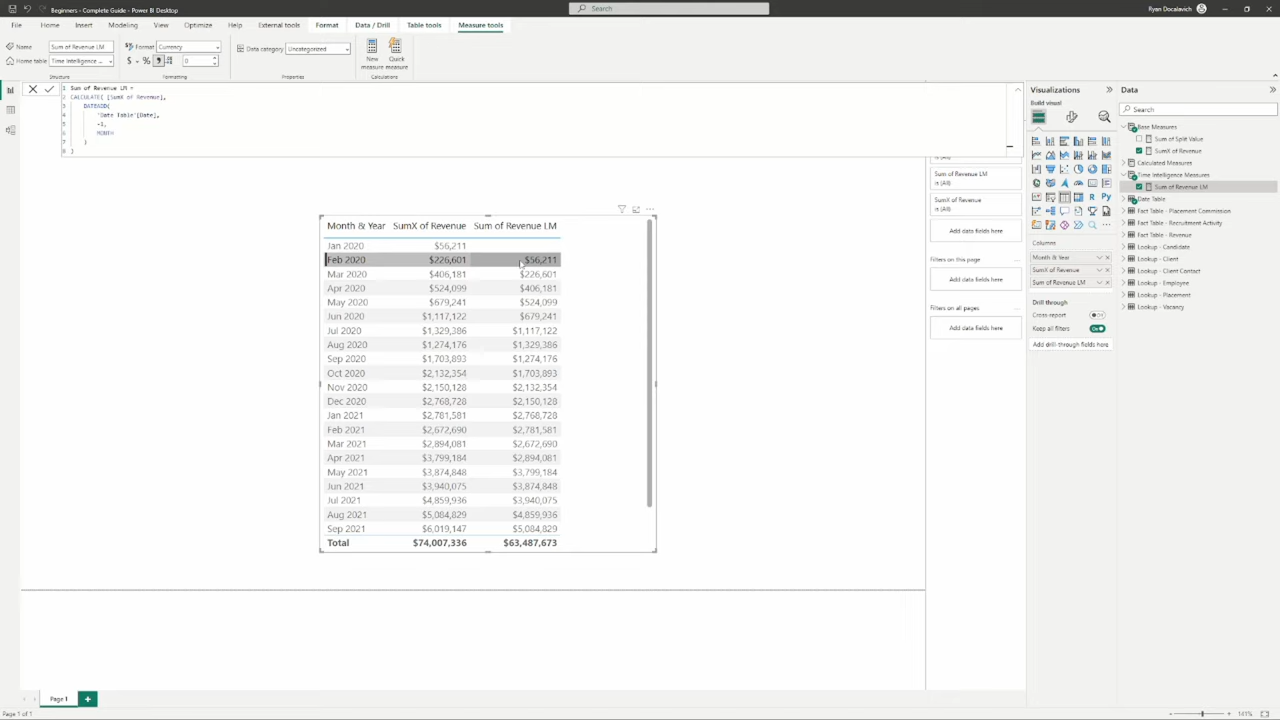 Beginners - Complete Guide - Power BI Desktop
Search
Ryan Docalavich
File Home Insert Modeling View Optimize Help External tools Format Data / Drill Table tools Measure tools
Name Sum of Revenue LM
Home table Time Intelligence ...
Structure
Format Currency
$ % 0
Formatting
Data category Uncategorized
Properties
New measure Quick measure
Calculations
1 Sum of Revenue LM =
2 CALCULATE( [SumX of Revenue],
3 DATEADD(
4 'Date Table'[Date],
5 -1,
6 MONTH
7 )
8 )
Month & Year SumX of Revenue Sum of Revenue LM
Jan 2020 $56,211
Feb 2020 $226,601 $56,211
Mar 2020 $406,181 $226,601
Apr 2020 $524,099 $406,181
May 2020 $679,241 $524,099
Jun 2020 $1,117,122 $679,241
Jul 2020 $1,329,386 $1,117,122
Aug 2020 $1,274,176 $1,329,386
Sep 2020 $1,703,893 $1,274,176
Oct 2020 $2,132,354 $1,703,893
Nov 2020 $2,150,128 $2,132,354
Dec 2020 $2,768,728 $2,150,128
Jan 2021 $2,781,581 $2,768,728
Feb 2021 $2,672,690 $2,781,581
Mar 2021 $2,894,081 $2,672,690
Apr 2021 $3,799,184 $2,894,081
May 2021 $3,874,848 $3,799,184
Jun 2021 $3,940,075 $3,874,848
Jul 2021 $4,859,936 $3,940,075
Aug 2021 $5,084,829 $4,859,936
Sep 2021 $6,019,147 $5,084,829
Total $74,007,336 $63,487,673
is (All)
Sum of Revenue LM
is (All)
SumX of Revenue
is (All)
Add data fields here
Filters on this page ...
Add data fields here
Filters on all pages ...
Add data fields here
Visualizations
Build visual
Columns
Month & Year
SumX of Revenue
Sum of Revenue LM
Drill through
Cross-report Off
Keep all filters On
Add drill-through fields here
Data
Search
Base Measures
Sum of Split Value
SumX of Revenue
Calculated Measures
Time Intelligence Measures
Sum of Revenue LM
Date Table
Fact Table - Placement Commission
Fact Table - Recruitment Activity
Fact Table - Revenue
Lookup - Candidate
Lookup - Client
Lookup - Client Contact
Lookup - Employee
Lookup - Placement
Lookup - Vacancy
Page 1
Page 1 of 1
141%